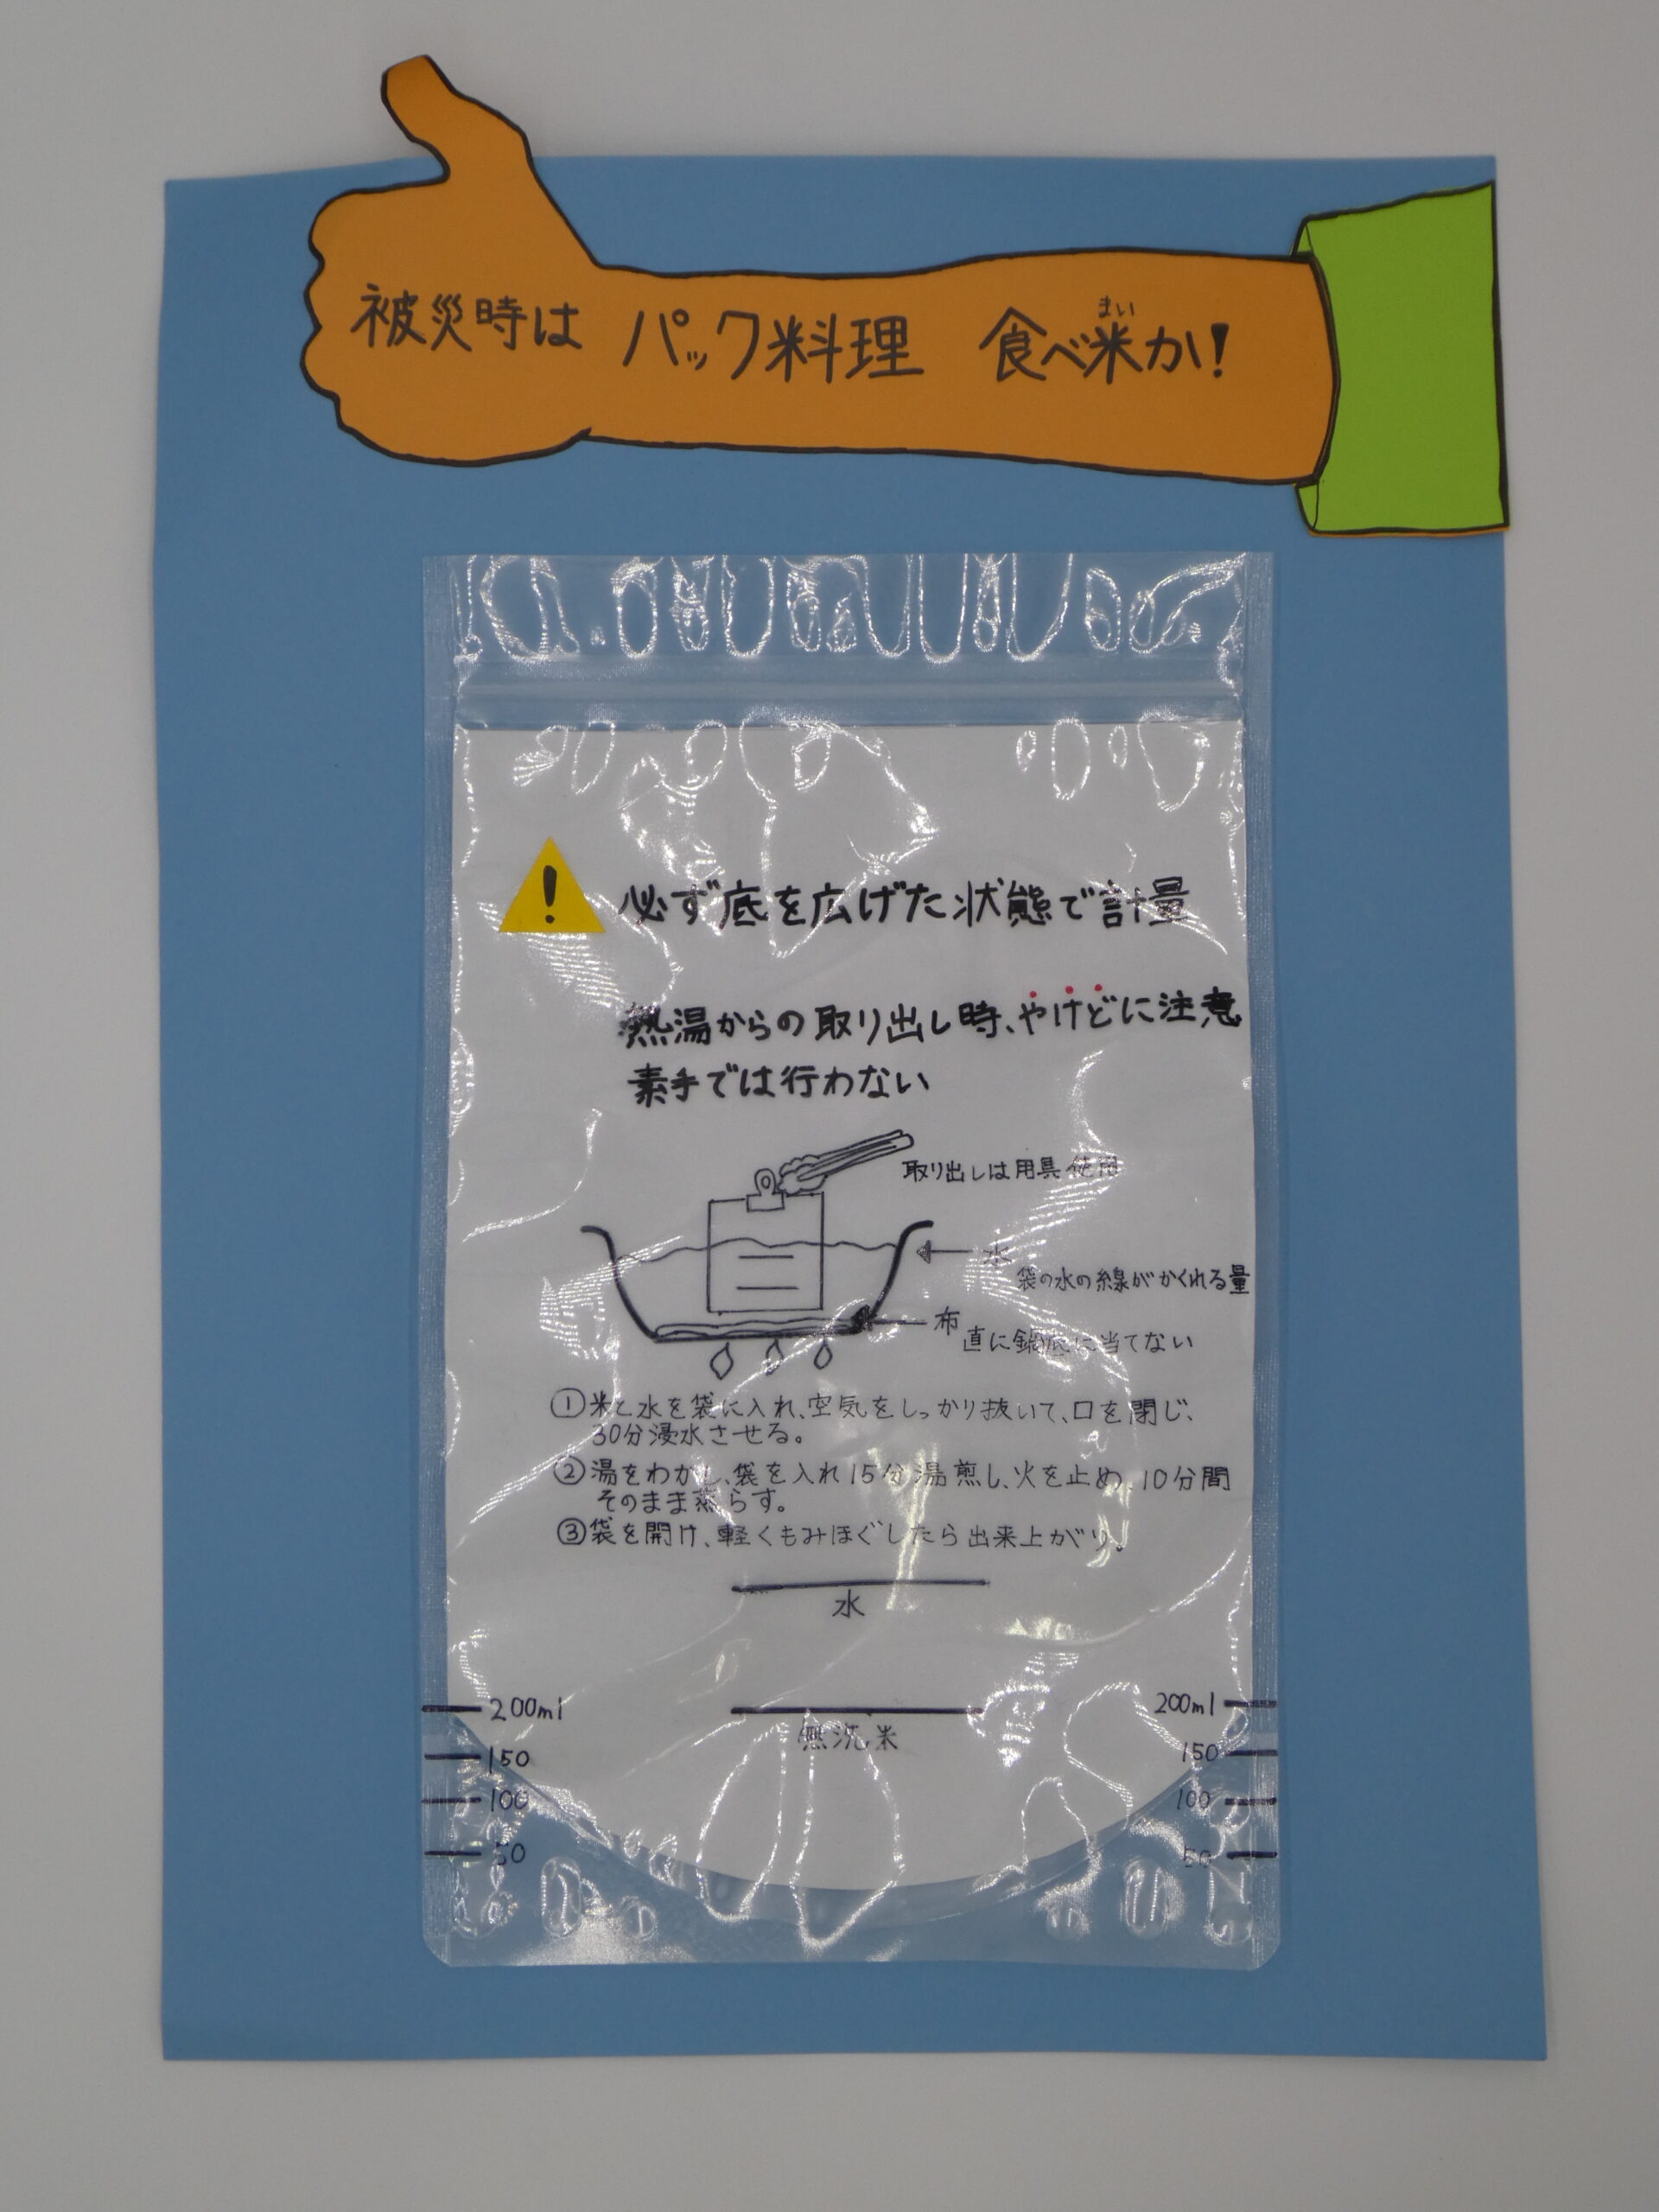 被災時は パック料理 食べ米か!
まい
!
必ず底を広げた状態で計量
熱湯からの取り出し時、やけどに注意
素手では行わない
取り出しは用具使用
水
袋の水の線がかくれる量
布
直に鍋底に当てない
①米と水を袋に入れ、空気をしっかり抜いて、口を閉じ、
30分浸水させる。
②湯をわかし、袋を入れ15分湯煎し、火を止め、10分間
そのまま蒸らす。
③袋を開け、軽くもみほぐしたら出来上がり。
水
200ml
200ml
無洗米
150
150
100
100
50
50